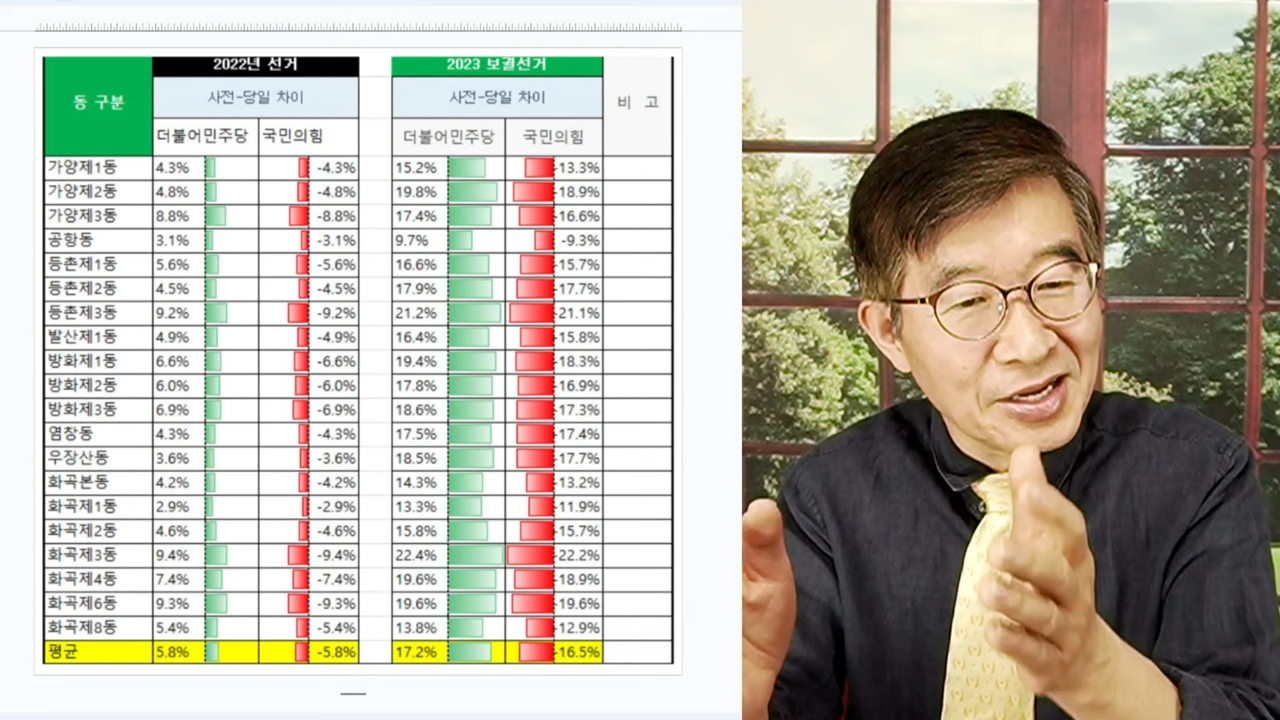 2022년 선거 2023 보궐선거
동 구분 사전-당일 차이 사전-당일 차이 비 고
더불어민주당 국민의힘 더불어민주당 국민의힘
가양제1동 4.3% -4.3% 15.2% -13.3%
가양제2동 4.8% -4.8% 19.8% -18.9%
가양제3동 8.8% -8.8% 17.4% -16.6%
공항동 3.1% -3.1% 9.7% -9.3%
등촌제1동 5.6% -5.6% 16.6% -15.7%
등촌제2동 4.5% -4.5% 17.9% -17.7%
등촌제3동 9.2% -9.2% 21.2% -21.1%
발산제1동 4.9% -4.9% 16.4% -15.8%
방화제1동 6.6% -6.6% 19.4% -18.3%
방화제2동 6.0% -6.0% 17.8% -16.9%
방화제3동 6.9% -6.9% 18.6% -17.3%
염창동 4.3% -4.3% 17.5% -17.4%
우장산동 3.6% -3.6% 18.5% -17.7%
화곡본동 4.2% -4.2% 14.3% -13.2%
화곡제1동 2.9% -2.9% 13.3% -11.9%
화곡제2동 4.6% -4.6% 15.8% -15.7%
화곡제3동 9.4% -9.4% 22.4% -22.2%
화곡제4동 7.4% -7.4% 19.6% -18.9%
화곡제6동 9.3% -9.3% 19.6% -19.6%
화곡제8동 5.4% -5.4% 13.8% -12.9%
평균 5.8% -5.8% 17.2% -16.5%